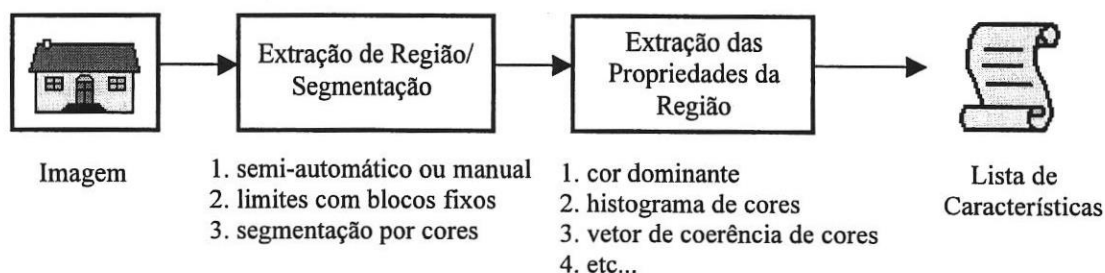 Extração de Região/
Segmentação
Extração das
Propriedades da
Região
Imagem
1. semi-automático ou manual
2. limites com blocos fixos
3. segmentação por cores
1. cor dominante
2. histograma de cores
3. vetor de coerência de cores
4. etc...
Lista de
Características